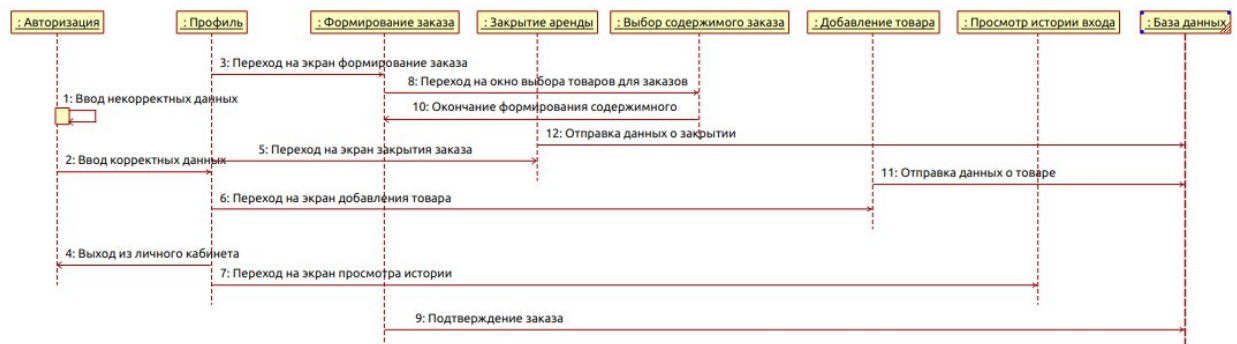 : Авторизация
: Профиль
: Формирование заказа
: Закрытие аренды
: Выбор содержимого заказа
: Добавление товара
: Просмотр истории входа
: База данных
3: Переход на экран формирование заказа
8: Переход на окно выбора товаров для заказов
1: Ввод некорректных данных
10: Окончание формирования содержимного
12: Отправка данных о закрытии
5: Переход на экран закрытия заказа
2: Ввод корректных данных
11: Отправка данных о товаре
6: Переход на экран добавления товара
4: Выход из личного кабинета
7: Переход на экран просмотра истории
9: Подтверждение заказа